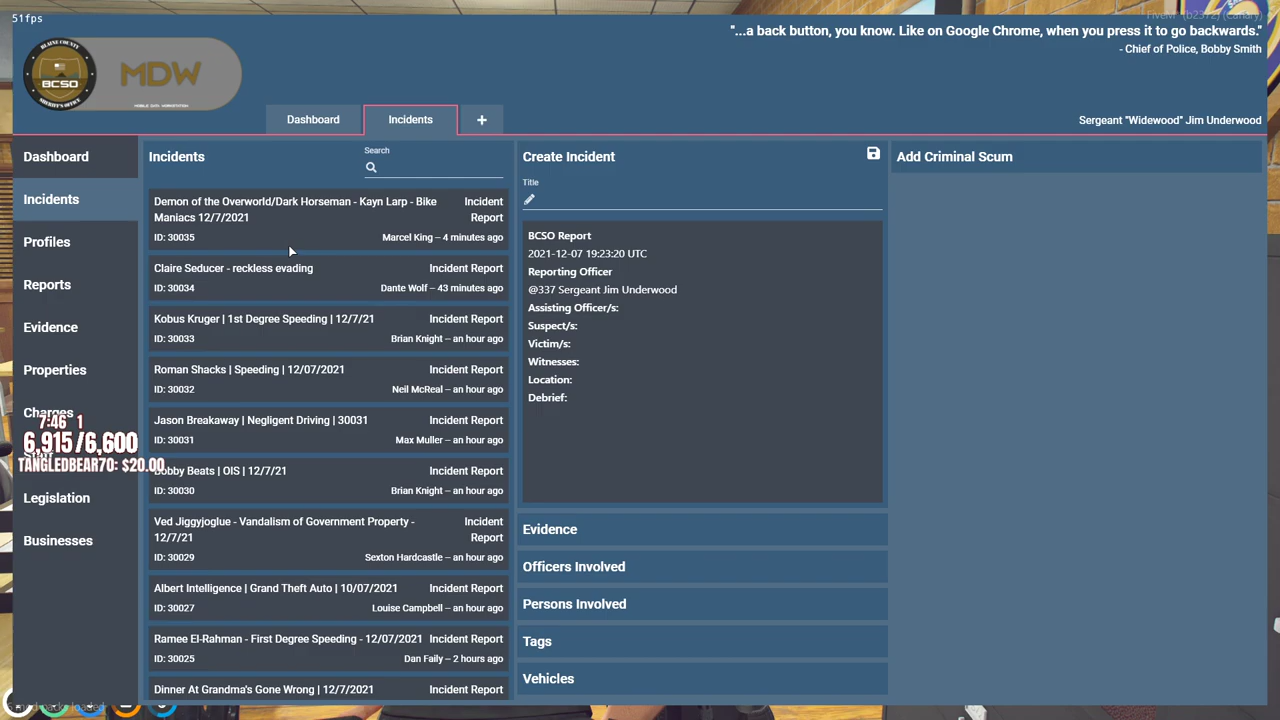 51fps
FiveM (b2372) (Canary)
"...a back button, you know. Like on Google Chrome, when you press it to go backwards."
- Chief of Police, Bobby Smith
BLAINE COUNTY
BCSO
SHERIFF'S OFFICE
MDW
MOBILE DATA WORKSTATION
Dashboard
Incidents
+
Sergeant "Widewood" Jim Underwood
Dashboard
Incidents
Profiles
Reports
Evidence
Properties
Charges
7:46 1
6,915/6,600
TANGLEDBEAR70: $20.00
Legislation
Businesses
Incidents
Search
Demon of the Overworld/Dark Horseman - Kayn Larp - Bike
Maniacs 12/7/2021
Incident
Report
ID: 30035
Marcel King – 4 minutes ago
Claire Seducer - reckless evading
Incident Report
ID: 30034
Dante Wolf – 43 minutes ago
Kobus Kruger | 1st Degree Speeding | 12/7/21
Incident Report
ID: 30033
Brian Knight – an hour ago
Roman Shacks | Speeding | 12/07/2021
Incident Report
ID: 30032
Neil McReal – an hour ago
Jason Breakaway | Negligent Driving | 30031
Incident Report
ID: 30031
Max Muller – an hour ago
Bobby Beats | OIS | 12/7/21
Incident Report
ID: 30030
Brian Knight – an hour ago
Ved Jiggyjoglue - Vandalism of Government Property -
12/7/21
Incident
Report
ID: 30029
Sexton Hardcastle – an hour ago
Albert Intelligence | Grand Theft Auto | 10/07/2021
Incident Report
ID: 30027
Louise Campbell – an hour ago
Ramee El-Rahman - First Degree Speeding - 12/07/2021
Incident Report
ID: 30025
Dan Faily – 2 hours ago
Dinner At Grandma's Gone Wrong | 12/7/2021
Incident Report
Create Incident
Title
BCSO Report
2021-12-07 19:23:20 UTC
Reporting Officer
@337 Sergeant Jim Underwood
Assisting Officer/s:
Suspect/s:
Victim/s:
Witnesses:
Location:
Debrief:
Evidence
Officers Involved
Persons Involved
Tags
Vehicles
Add Criminal Scum